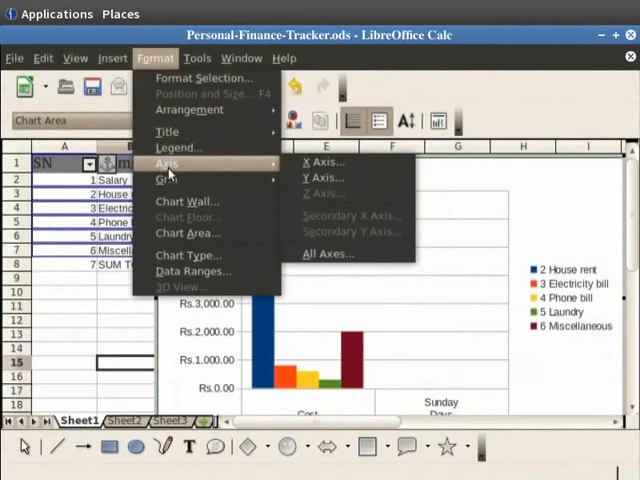 Applications Places
Personal-Finance-Tracker.ods - LibreOffice Calc
File Edit View Insert Format Tools Window Help
Format Selection...
Position and Size... F4
Arrangement
Title
Legend...
Axis
Chart Wall...
Chart Floor...
Chart Area...
Chart Type...
Data Ranges...
3D View...
X Axis...
Y Axis...
Z Axis...
Secondary X Axis...
Secondary Y Axis...
All Axes...
Chart Area
A E F G H I
1 SN
2 1 Salary
3 2 House
4 3 Electric
5 4 Phone
6 5 Laundry
7 6 Miscella
8 7 SUM TO
9
10
11
12
13
14
15
16
17
18
Rs.3,000.00
Rs.2,000.00
Rs.1,000.00
Rs.0.00
Cost
Sunday
Days
2 House rent
3 Electricity bill
4 Phone bill
5 Laundry
6 Miscellaneous
Sheet1 Sheet2 Sheet3